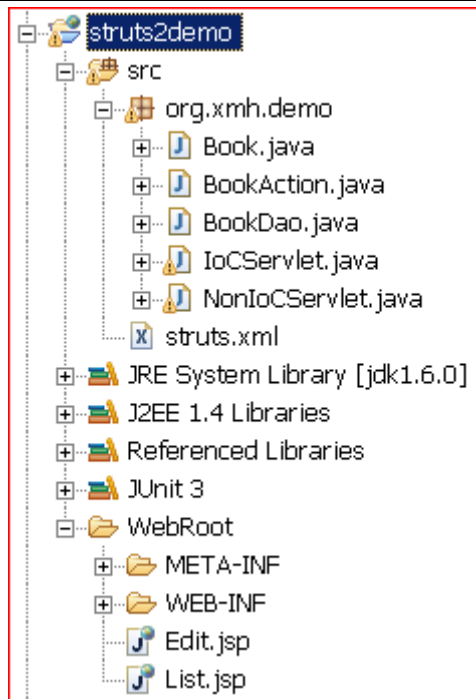 struts2demo
src
org.xmh.demo
Book.java
BookAction.java
BookDao.java
IoCServlet.java
NonIoCServlet.java
struts.xml
JRE System Library [jdk1.6.0]
J2EE 1.4 Libraries
Referenced Libraries
JUnit 3
WebRoot
META-INF
WEB-INF
Edit.jsp
List.jsp